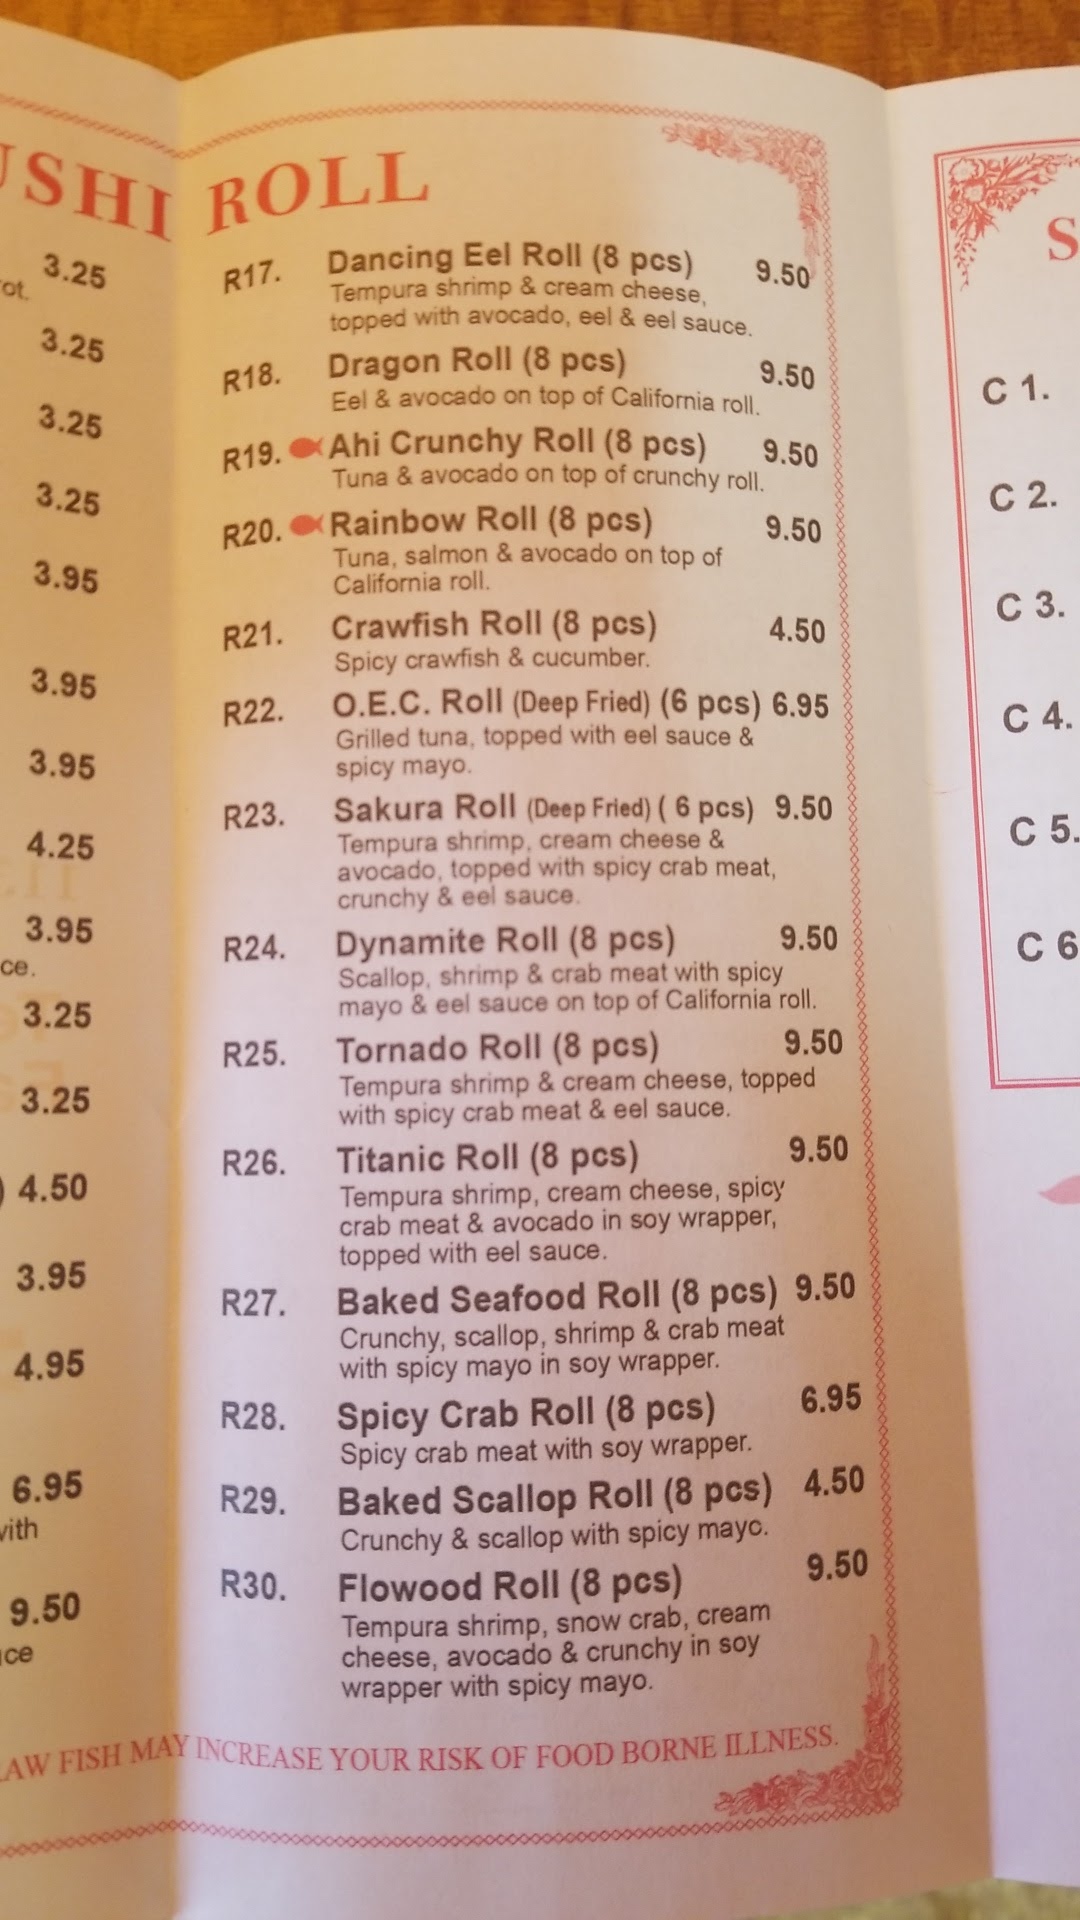 USHI ROLL
3.25
ot.
3.25
3.25
3.25
3.95
3.95
3.95
4.25
3.95
ce.
3.25
3.25
) 4.50
3.95
4.95
6.95
with
9.50
uce
R17. Dancing Eel Roll (8 pcs) 9.50
Tempura shrimp & cream cheese,
topped with avocado, eel & eel sauce.
R18. Dragon Roll (8 pcs) 9.50
Eel & avocado on top of California roll.
R19. Ahi Crunchy Roll (8 pcs) 9.50
Tuna & avocado on top of crunchy roll.
R20. Rainbow Roll (8 pcs) 9.50
Tuna, salmon & avocado on top of
California roll.
R21. Crawfish Roll (8 pcs) 4.50
Spicy crawfish & cucumber.
R22. O.E.C. Roll (Deep Fried) (6 pcs) 6.95
Grilled tuna, topped with eel sauce &
spicy mayo.
R23. Sakura Roll (Deep Fried) ( 6 pcs) 9.50
Tempura shrimp, cream cheese &
avocado, topped with spicy crab meat,
crunchy & eel sauce.
R24. Dynamite Roll (8 pcs) 9.50
Scallop, shrimp & crab meat with spicy
mayo & eel sauce on top of California roll.
R25. Tornado Roll (8 pcs) 9.50
Tempura shrimp & cream cheese, topped
with spicy crab meat & eel sauce.
R26. Titanic Roll (8 pcs) 9.50
Tempura shrimp, cream cheese, spicy
crab meat & avocado in soy wrapper,
topped with eel sauce.
R27. Baked Seafood Roll (8 pcs) 9.50
Crunchy, scallop, shrimp & crab meat
with spicy mayo in soy wrapper.
R28. Spicy Crab Roll (8 pcs) 6.95
Spicy crab meat with soy wrapper.
R29. Baked Scallop Roll (8 pcs) 4.50
Crunchy & scallop with spicy mayo.
R30. Flowood Roll (8 pcs) 9.50
Tempura shrimp, snow crab, cream
cheese, avocado & crunchy in soy
wrapper with spicy mayo.
RAW FISH MAY INCREASE YOUR RISK OF FOOD BORNE ILLNESS.
S
C 1.
C 2.
C 3.
C 4.
C 5.
C 6